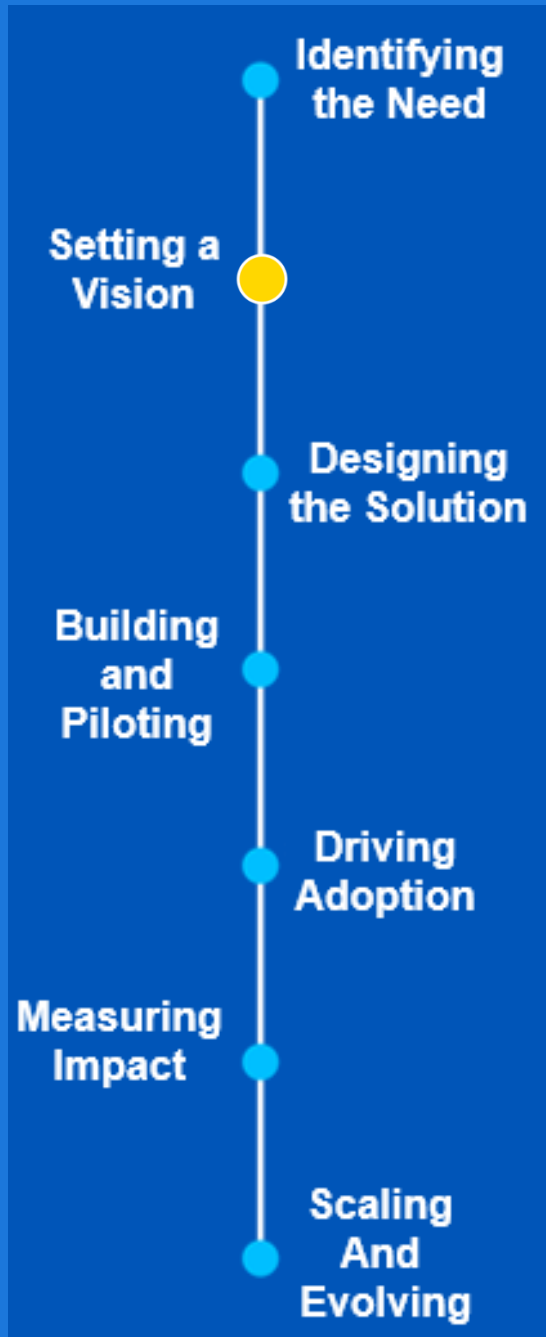 Identifying
the Need
Setting a
Vision
Designing
the Solution
Building
and
Piloting
Driving
Adoption
Measuring
Impact
Scaling
And
Evolving